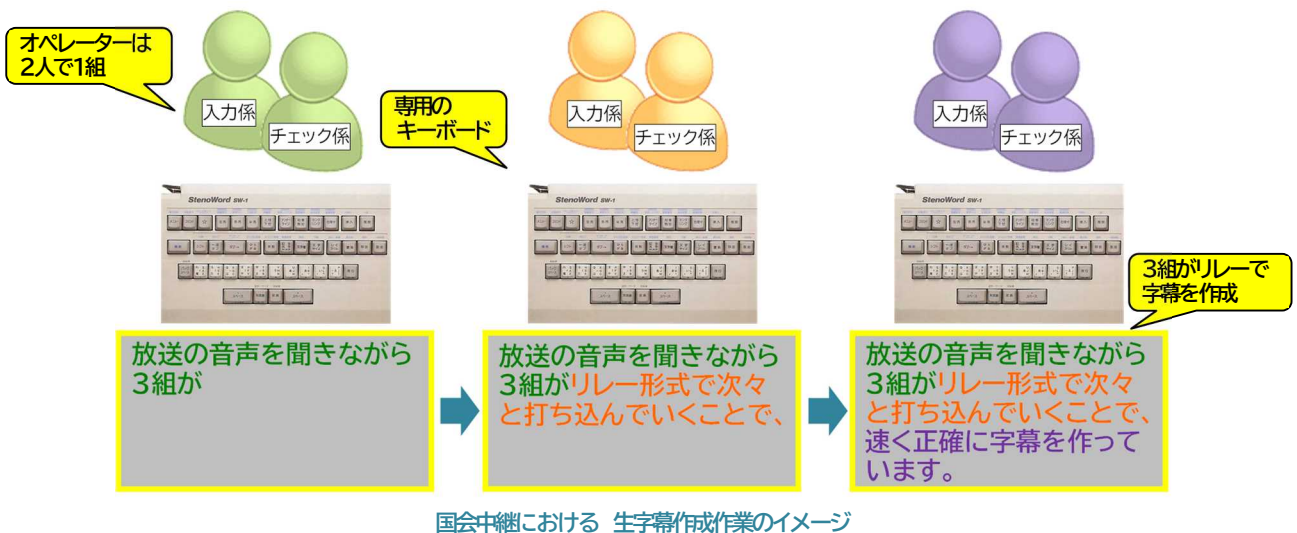 オペレーターは
2人で1組
入力係
チェック係
専用の
キーボード
入力係
チェック係
入力係
チェック係
StenoWord SW-1
StenoWord SW-1
StenoWord SW-1
3組がリレーで
字幕を作成
放送の音声を聞きながら
3組が
放送の音声を聞きながら
3組がリレー形式で次々
と打ち込んでいくことで、
放送の音声を聞きながら
3組がリレー形式で次々
と打ち込んでいくことで、
速く正確に字幕を作って
います。
国会中継における 生字幕作成作業のイメージ